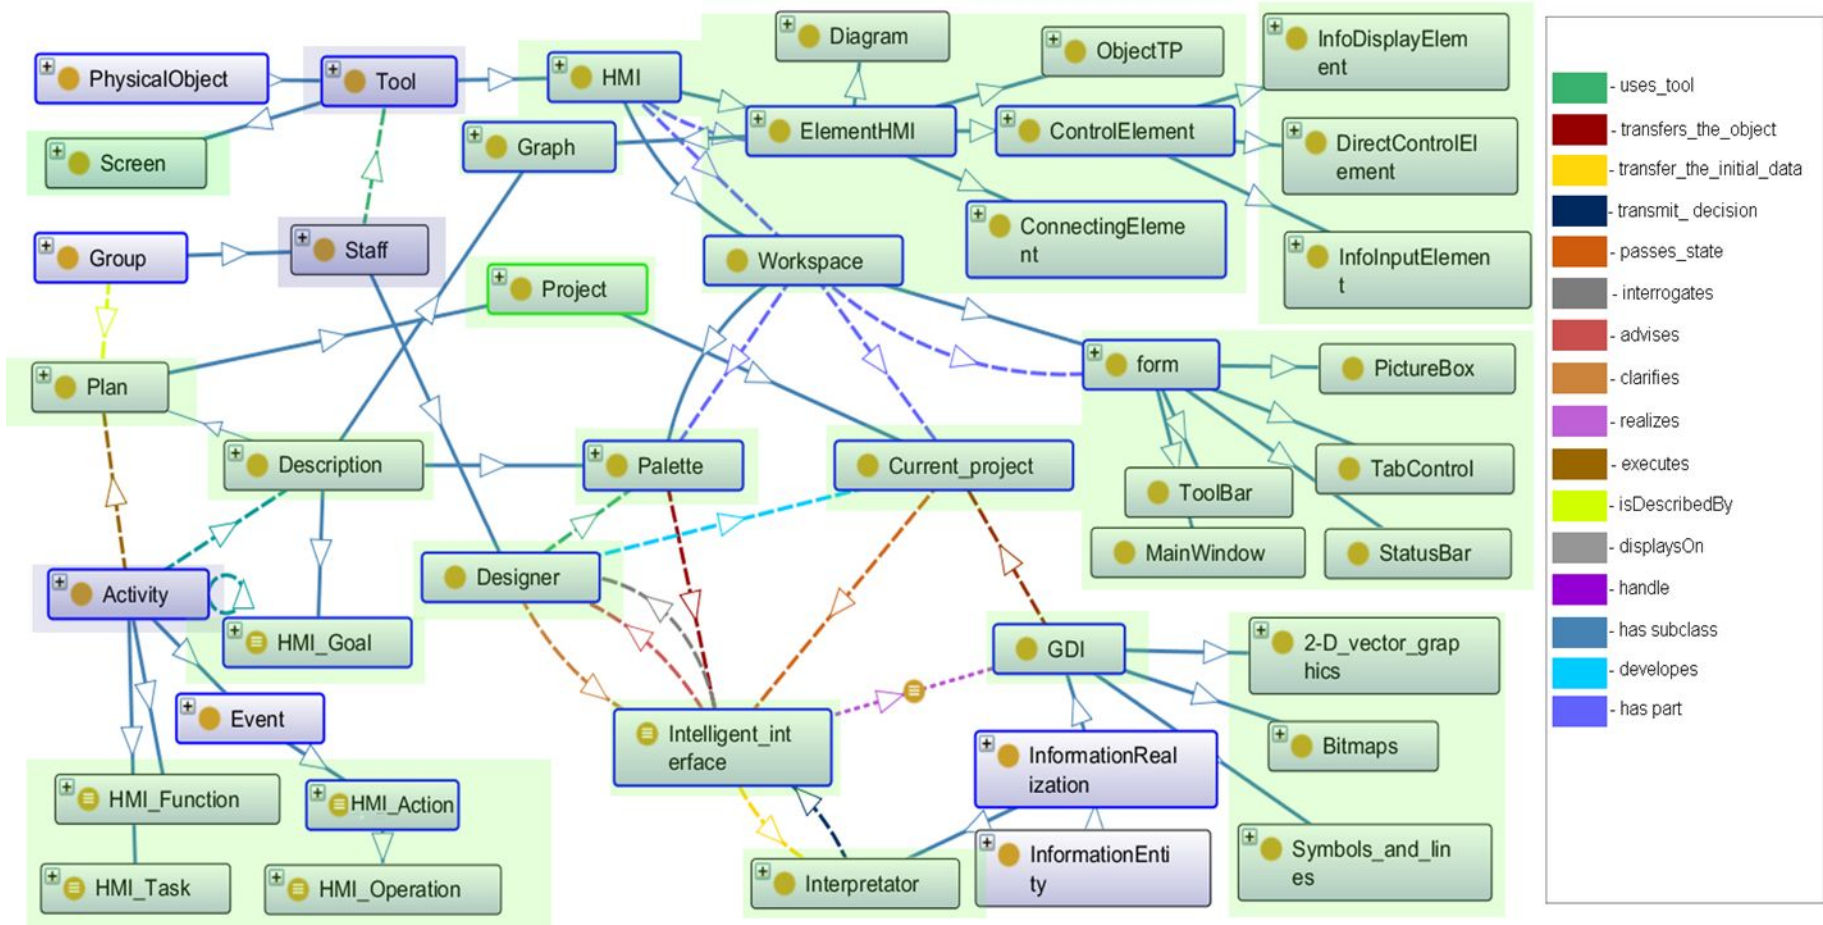 Diagram
ObjectTP
InfoDisplayElem
ent
PhysicalObject
Tool
HMI
- uses_tool
ElementHMI
ControlElement
- transfers_the_object
Graph
DirectControlEl
ement
Screen
- transfer_the_initial_data
- transmit_ decision
ConnectingEleme
nt
Group
Staff
Workspace
InfoInputElemen
t
- passes_state
Project
- interrogates
- advises
Plan
form
PictureBox
- clarifies
- realizes
Description
Palette
Current_project
TabControl
- executes
ToolBar
- isDescribedBy
MainWindow
StatusBar
- displaysOn
Designer
Activity
- handle
HMI_Goal
GDI
2-D_vector_grap
hics
- has subclass
- developes
Event
Intelligent_int
erface
- has part
Bitmaps
InformationReal
ization
HMI_Function
HMI_Action
Symbols_and_lin
es
InformationEnti
ty
HMI_Task
HMI_Operation
Interpretator